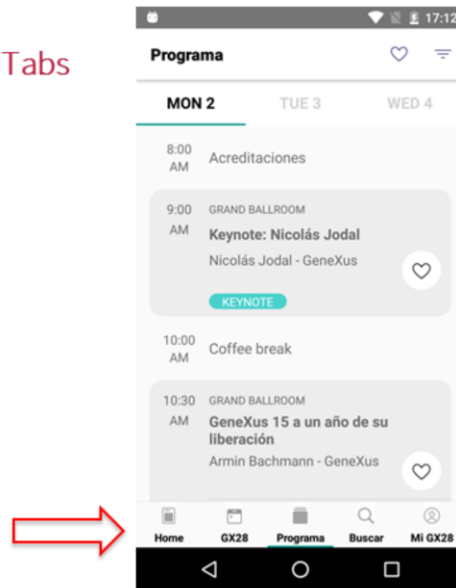 17:12
Tabs
Programa
MON 2 TUE 3 WED 4
8:00
AM
Acreditaciones
9:00
AM
GRAND BALLROOM
Keynote: Nicolás Jodal
Nicolás Jodal - GeneXus
KEYNOTE
10:00
AM
Coffee break
10:30
AM
GRAND BALLROOM
GeneXus 15 a un año de su
liberación
Armin Bachmann - GeneXus
Home GX28 Programa Buscar Mi GX28